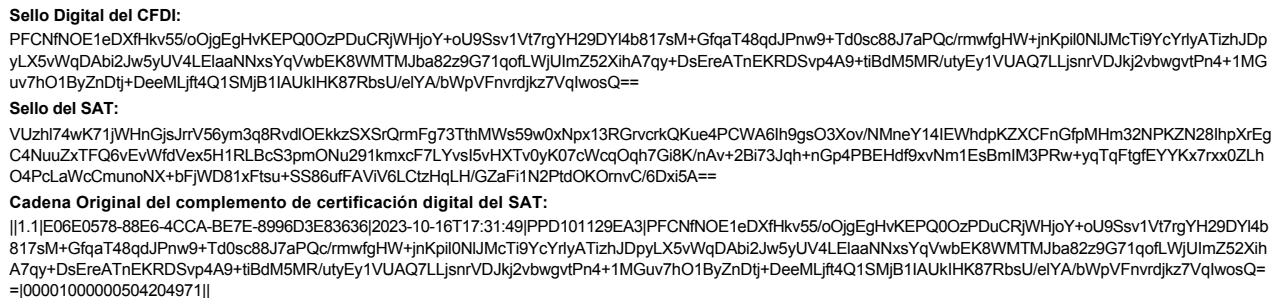 Sello Digital del CFDI:
PFCNfNOE1eDXfHkv55/oOjgEgHvKEPQ0OzPDuCRjWHjoY+oU9Ssv1Vt7rgYH29DYl4b817sM+GfqaT48qdJPnw9+Td0sc88J7aPQc/rmwfgHW+jnKpil0NlJMcTi9YcYrlyATizhJDp
yLX5vWqDAbi2Jw5yUV4LElaaNNxsYqVwbEK8WMTMJba82z9G71qofLWjUImZ52XihA7qy+DsEreATnEKRDSvp4A9+tiBdM5MR/utyEy1VUAQ7LLjsnrVDJkj2vbwgvtPn4+1MG
uv7hO1ByZnDtj+DeeMLjft4Q1SMjB1IAUkIHK87RbsU/elYA/bWpVFnvrdjkz7VqIwosQ==
Sello del SAT:
VUzhl74wK71jWHnGjsJrrV56ym3q8RvdlOEkkzSXSrQrmFg73TthMWs59w0xNpx13RGrvcrkQKue4PCWA6Ih9gsO3Xov/NMneY14IEWhdpKZXCFnGfpMHm32NPKZN28IhpXrEg
C4NuuZxTFQ6vEvWfdVex5H1RLBcS3pmONu291kmxcF7LYvsI5vHXTv0yK07cWcqOqh7Gi8K/nAv+2Bi73Jqh+nGp4PBEHdf9xvNm1EsBmIM3PRw+yqTqFtgfEYYKx7rxx0ZLh
O4PcLaWcCmunoNX+bFjWD81xFtsu+SS86ufFAViV6LCtzHqLH/GZaFi1N2PtdOKOrnvC/6Dxi5A==
Cadena Original del complemento de certificación digital del SAT:
||1.1|E06E0578-88E6-4CCA-BE7E-8996D3E83636|2023-10-16T17:31:49|PPD101129EA3|PFCNfNOE1eDXfHkv55/oOjgEgHvKEPQ0OzPDuCRjWHjoY+oU9Ssv1Vt7rgYH29DYl4b
817sM+GfqaT48qdJPnw9+Td0sc88J7aPQc/rmwfgHW+jnKpil0NlJMcTi9YcYrlyATizhJDpyLX5vWqDAbi2Jw5yUV4LElaaNNxsYqVwbEK8WMTMJba82z9G71qofLWjUImZ52Xih
A7qy+DsEreATnEKRDSvp4A9+tiBdM5MR/utyEy1VUAQ7LLjsnrVDJkj2vbwgvtPn4+1MGuv7hO1ByZnDtj+DeeMLjft4Q1SMjB1IAUkIHK87RbsU/elYA/bWpVFnvrdjkz7VqIwosQ=
=|00001000000504204971||